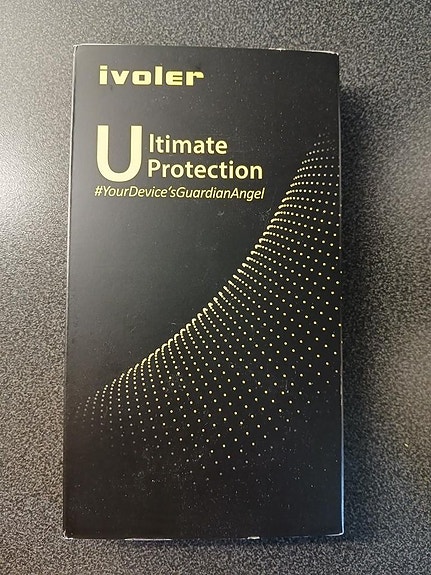 ivoler
Ultimate
Protection
#YourDevice'sGuardianAngel